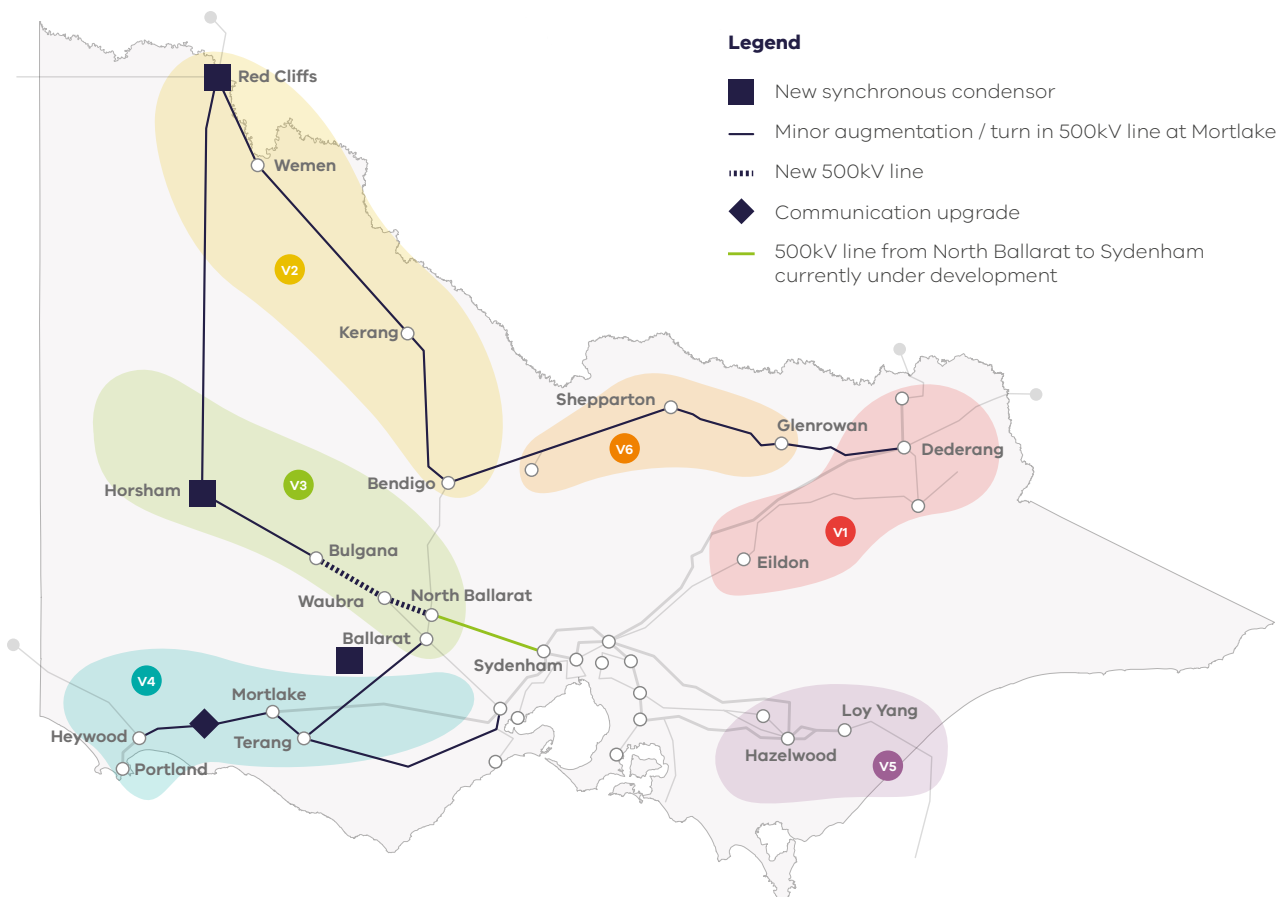 Legend
New synchronous condensor
Minor augmentation / turn in 500kV line at Mortlake
New 500kV line
Communication upgrade
500kV line from North Ballarat to Sydenham
currently under development
Red Cliffs
Wemen
V2
Kerang
Shepparton
Glenrowan
V6
Dederang
Horsham
V3
Bendigo
V1
Bulgana
Eildon
Waubra
North Ballarat
Ballarat
Sydenham
V4
Mortlake
Loy Yang
Heywood
Terang
Hazelwood
Portland
V5